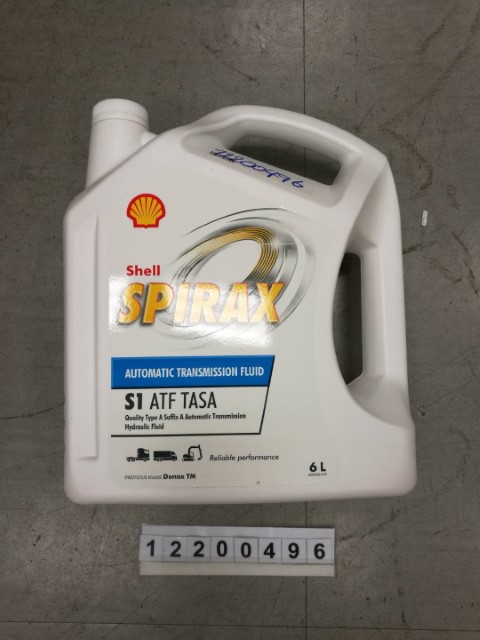 12200496
Shell
SPIRAX
AUTOMATIC TRANSMISSION FLUID
S1 ATF TASA
Quality Type A Suffix A Automatic Transmission
Hydraulic Fluid
Reliable performance
PREVIOUS NAME Donax TM
6 L
12200496